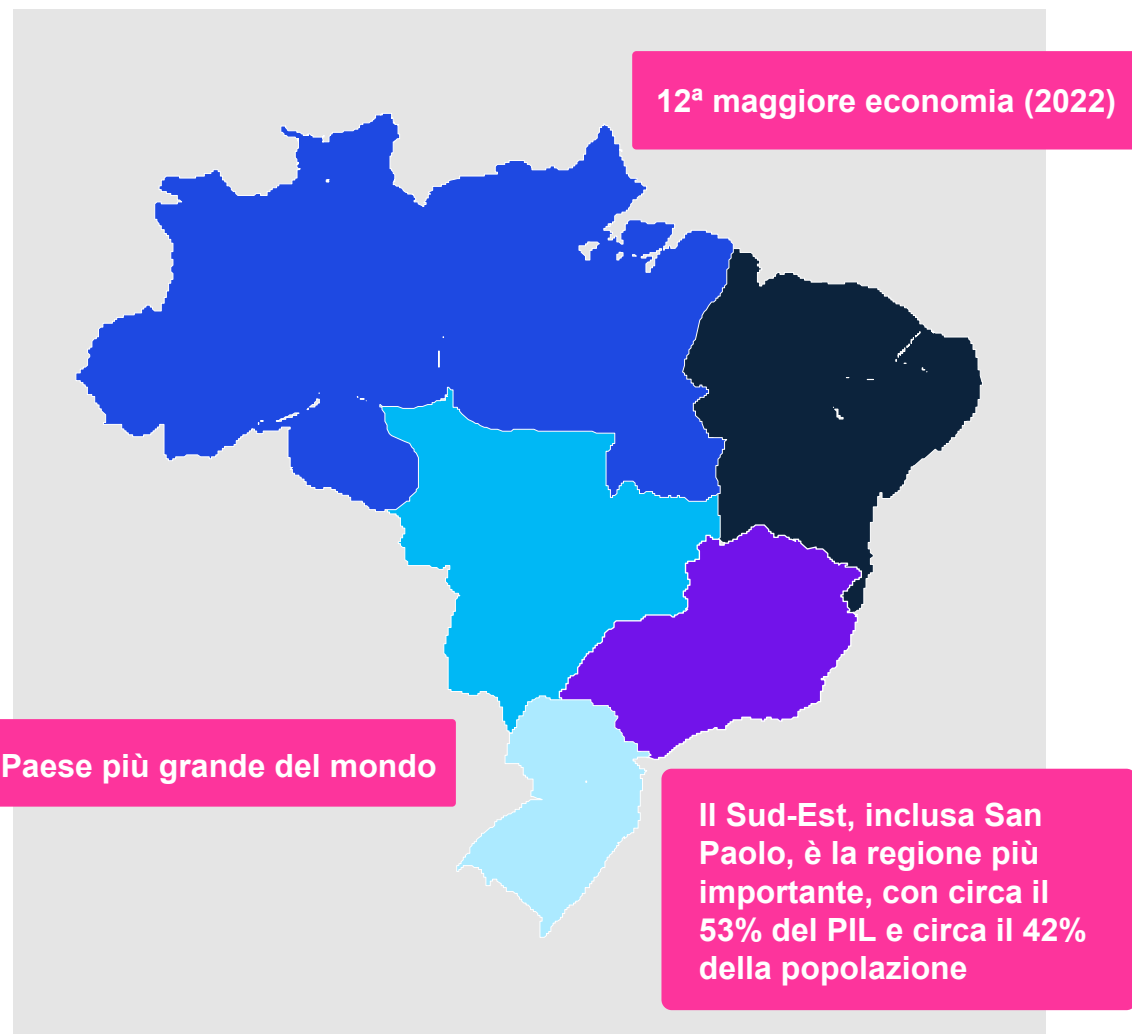 12ª maggiore economia (2022)
Paese più grande del mondo
Il Sud-Est, inclusa San
Paolo, è la regione più
importante, con circa il
53% del PIL e circa il 42%
della popolazione